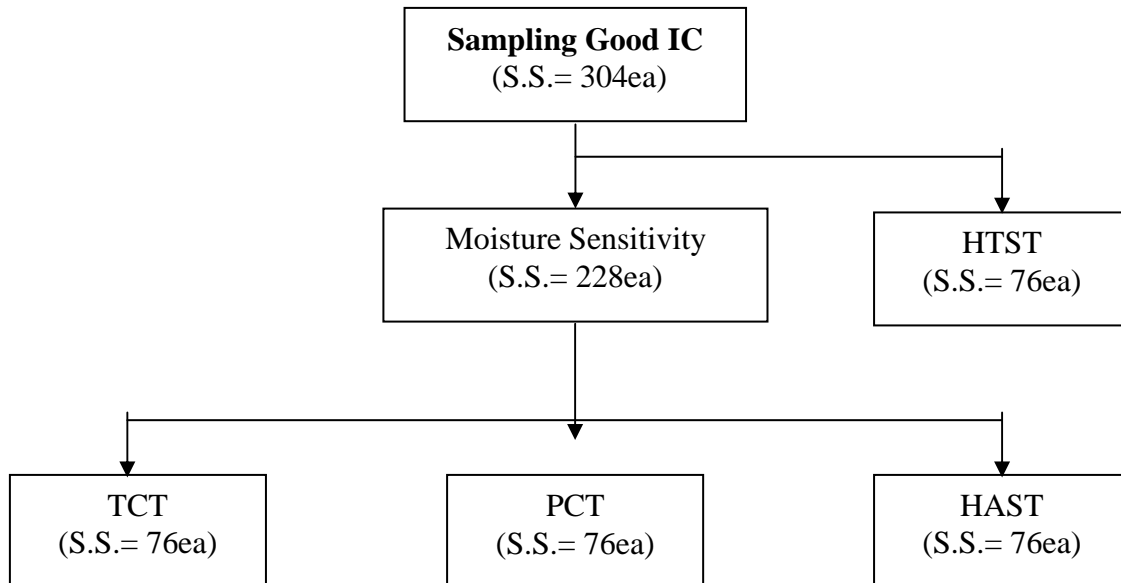 Sampling Good IC
(S.S.= 304ea)
Moisture Sensitivity
(S.S.= 228ea)
HTST
(S.S.= 76ea)
TCT
(S.S.= 76ea)
PCT
(S.S.= 76ea)
HAST
(S.S.= 76ea)